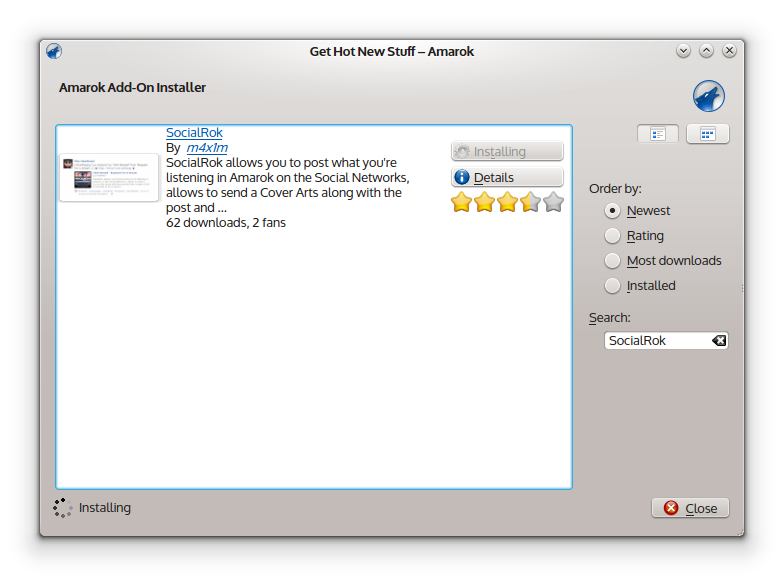 Get Hot New Stuff – Amarok
Amarok Add-On Installer
SocialRok
By m4x1m
SocialRok allows you to post what you're
listening in Amarok on the Social Networks,
allows to send a Cover Arts along with the
post and ...
62 downloads, 2 fans
Installing
Details
Order by:
Newest
Rating
Most downloads
Installed
Search:
SocialRok
Installing
Close